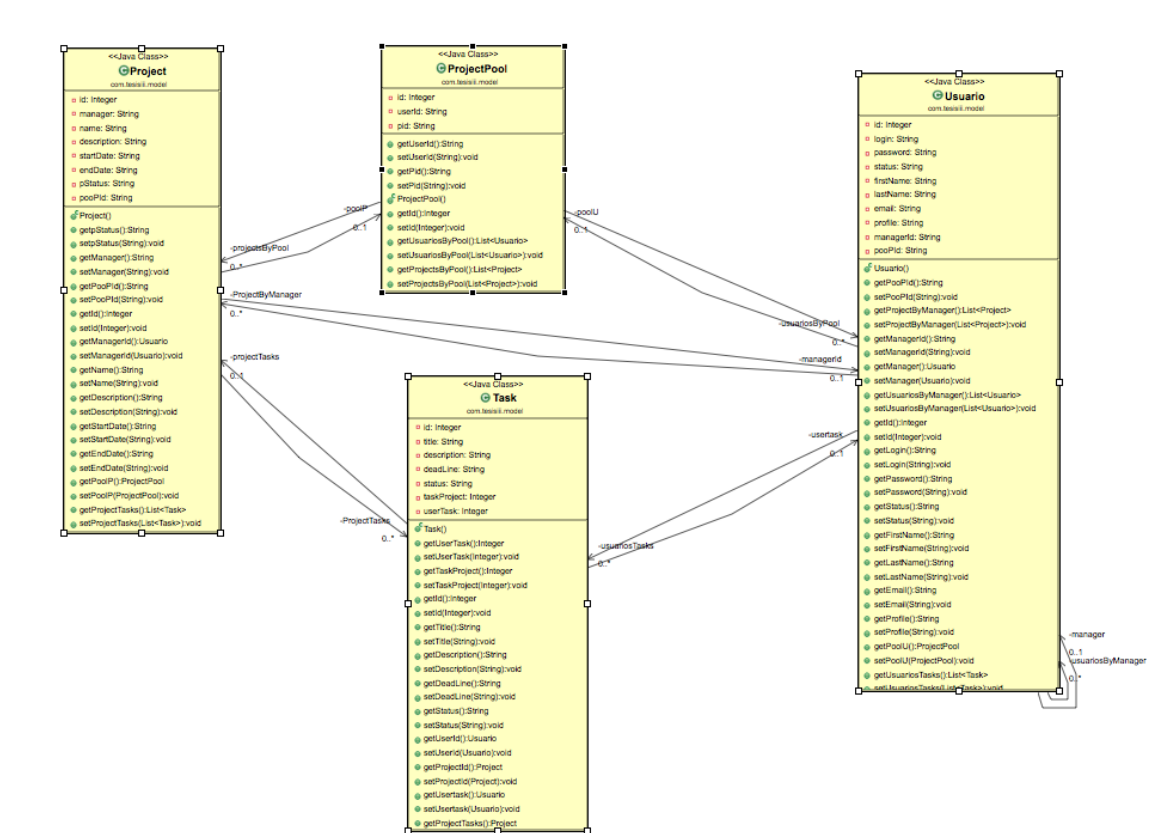 <<Java Class>>
Project
com.tesisiii.model
id: Integer
manager: String
name: String
description: String
startDate: String
endDate: String
pStatus: String
pooPId: String
Project()
getpStatus():String
setpStatus(String):void
getManager():String
setManager(String):void
getPooPId():String
setPooPId(String):void
getId():Integer
setId(Integer):void
getManagerId():Usuario
setManagerId(Usuario):void
getName():String
setName(String):void
getDescription():String
setDescription(String):void
getStartDate():String
setStartDate(String):void
getEndDate():String
setEndDate(String):void
getPoolP():ProjectPool
setPoolP(ProjectPool):void
getProjectTasks():List<Task>
setProjectTasks(List<Task>):void
<<Java Class>>
ProjectPool
com.tesisiii.model
id: Integer
userId: String
pid: String
getUserId():String
setUserId(String):void
getPid():String
setPid(String):void
ProjectPool()
getId():Integer
setId(Integer):void
getUsuariosByPool():List<Usuario>
setUsuariosByPool(List<Usuario>):void
getProjectsByPool():List<Project>
setProjectsByPool(List<Project>):void
<<Java Class>>
Usuario
com.tesisiii.model
id: Integer
login: String
password: String
status: String
firstName: String
lastName: String
email: String
profile: String
managerId: String
pooPId: String
Usuario()
getPooPId():String
setPooPId(String):void
getProjectByManager():List<Project>
setProjectByManager(List<Project>):void
getManagerId():String
setManagerId(String):void
getManager():Usuario
setManager(Usuario):void
getUsuariosByManager():List<Usuario>
setUsuariosByManager(List<Usuario>):void
getId():Integer
setId(Integer):void
getLogin():String
setLogin(String):void
getPassword():String
setPassword(String):void
getStatus():String
setStatus(String):void
getFirstName():String
setFirstName(String):void
getLastName():String
setLastName(String):void
getEmail():String
setEmail(String):void
getProfile():String
setProfile(String):void
getPoolU():ProjectPool
setPoolU(ProjectPool):void
getUsuariosTasks():List<Task>
setUsuariosTasks(List<Task>):void
<<Java Class>>
Task
com.tesisiii.model
id: Integer
title: String
description: String
deadLine: String
status: String
taskProject: Integer
userTask: Integer
Task()
getUserTask():Integer
setUserTask(Integer):void
getTaskProject():Integer
setTaskProject(Integer):void
getId():Integer
setId(Integer):void
getTitle():String
setTitle(String):void
getDescription():String
setDescription(String):void
getDeadLine():String
setDeadLine(String):void
getStatus():String
setStatus(String):void
getUserId():Usuario
setUserId(Usuario):void
getProjectId():Project
setProjectId(Project):void
getUsertask():Usuario
setUsertask(Usuario):void
getProjectTasks():Project
-poolP
0..1
-projectsByPool
0..*
-poolU
0..1
-usuariosByPool
0..*
-ProjectByManager
0..*
-managerId
0..1
-projectTasks
0..1
-ProjectTasks
0..*
-usertask
0..1
-usuariosTasks
0..*
-manager
0..1
-usuariosByManager
0..*